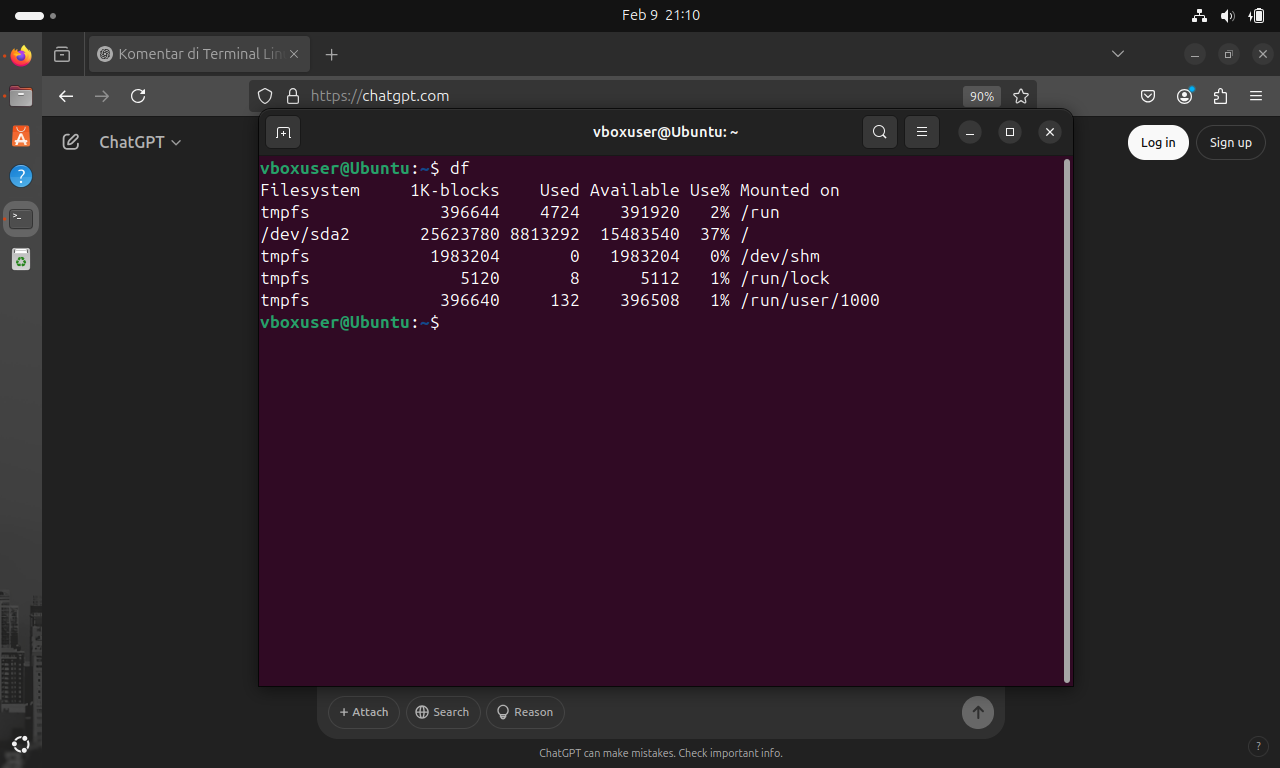 Feb 9 21:10
Komentar di Terminal Lin
https://chatgpt.com
90%
ChatGPT
Log in
Sign up
vboxuser@Ubuntu: ~
vboxuser@Ubuntu:~$ df
Filesystem     1K-blocks    Used Available Use% Mounted on
tmpfs             396644    4724    391920   2% /run
/dev/sda2       25623780 8813292  15483540  37% /
tmpfs            1983204       0   1983204   0% /dev/shm
tmpfs               5120       8      5112   1% /run/lock
tmpfs             396640     132    396508   1% /run/user/1000
vboxuser@Ubuntu:~$
+ Attach
Search
Reason
ChatGPT can make mistakes. Check important info.
?